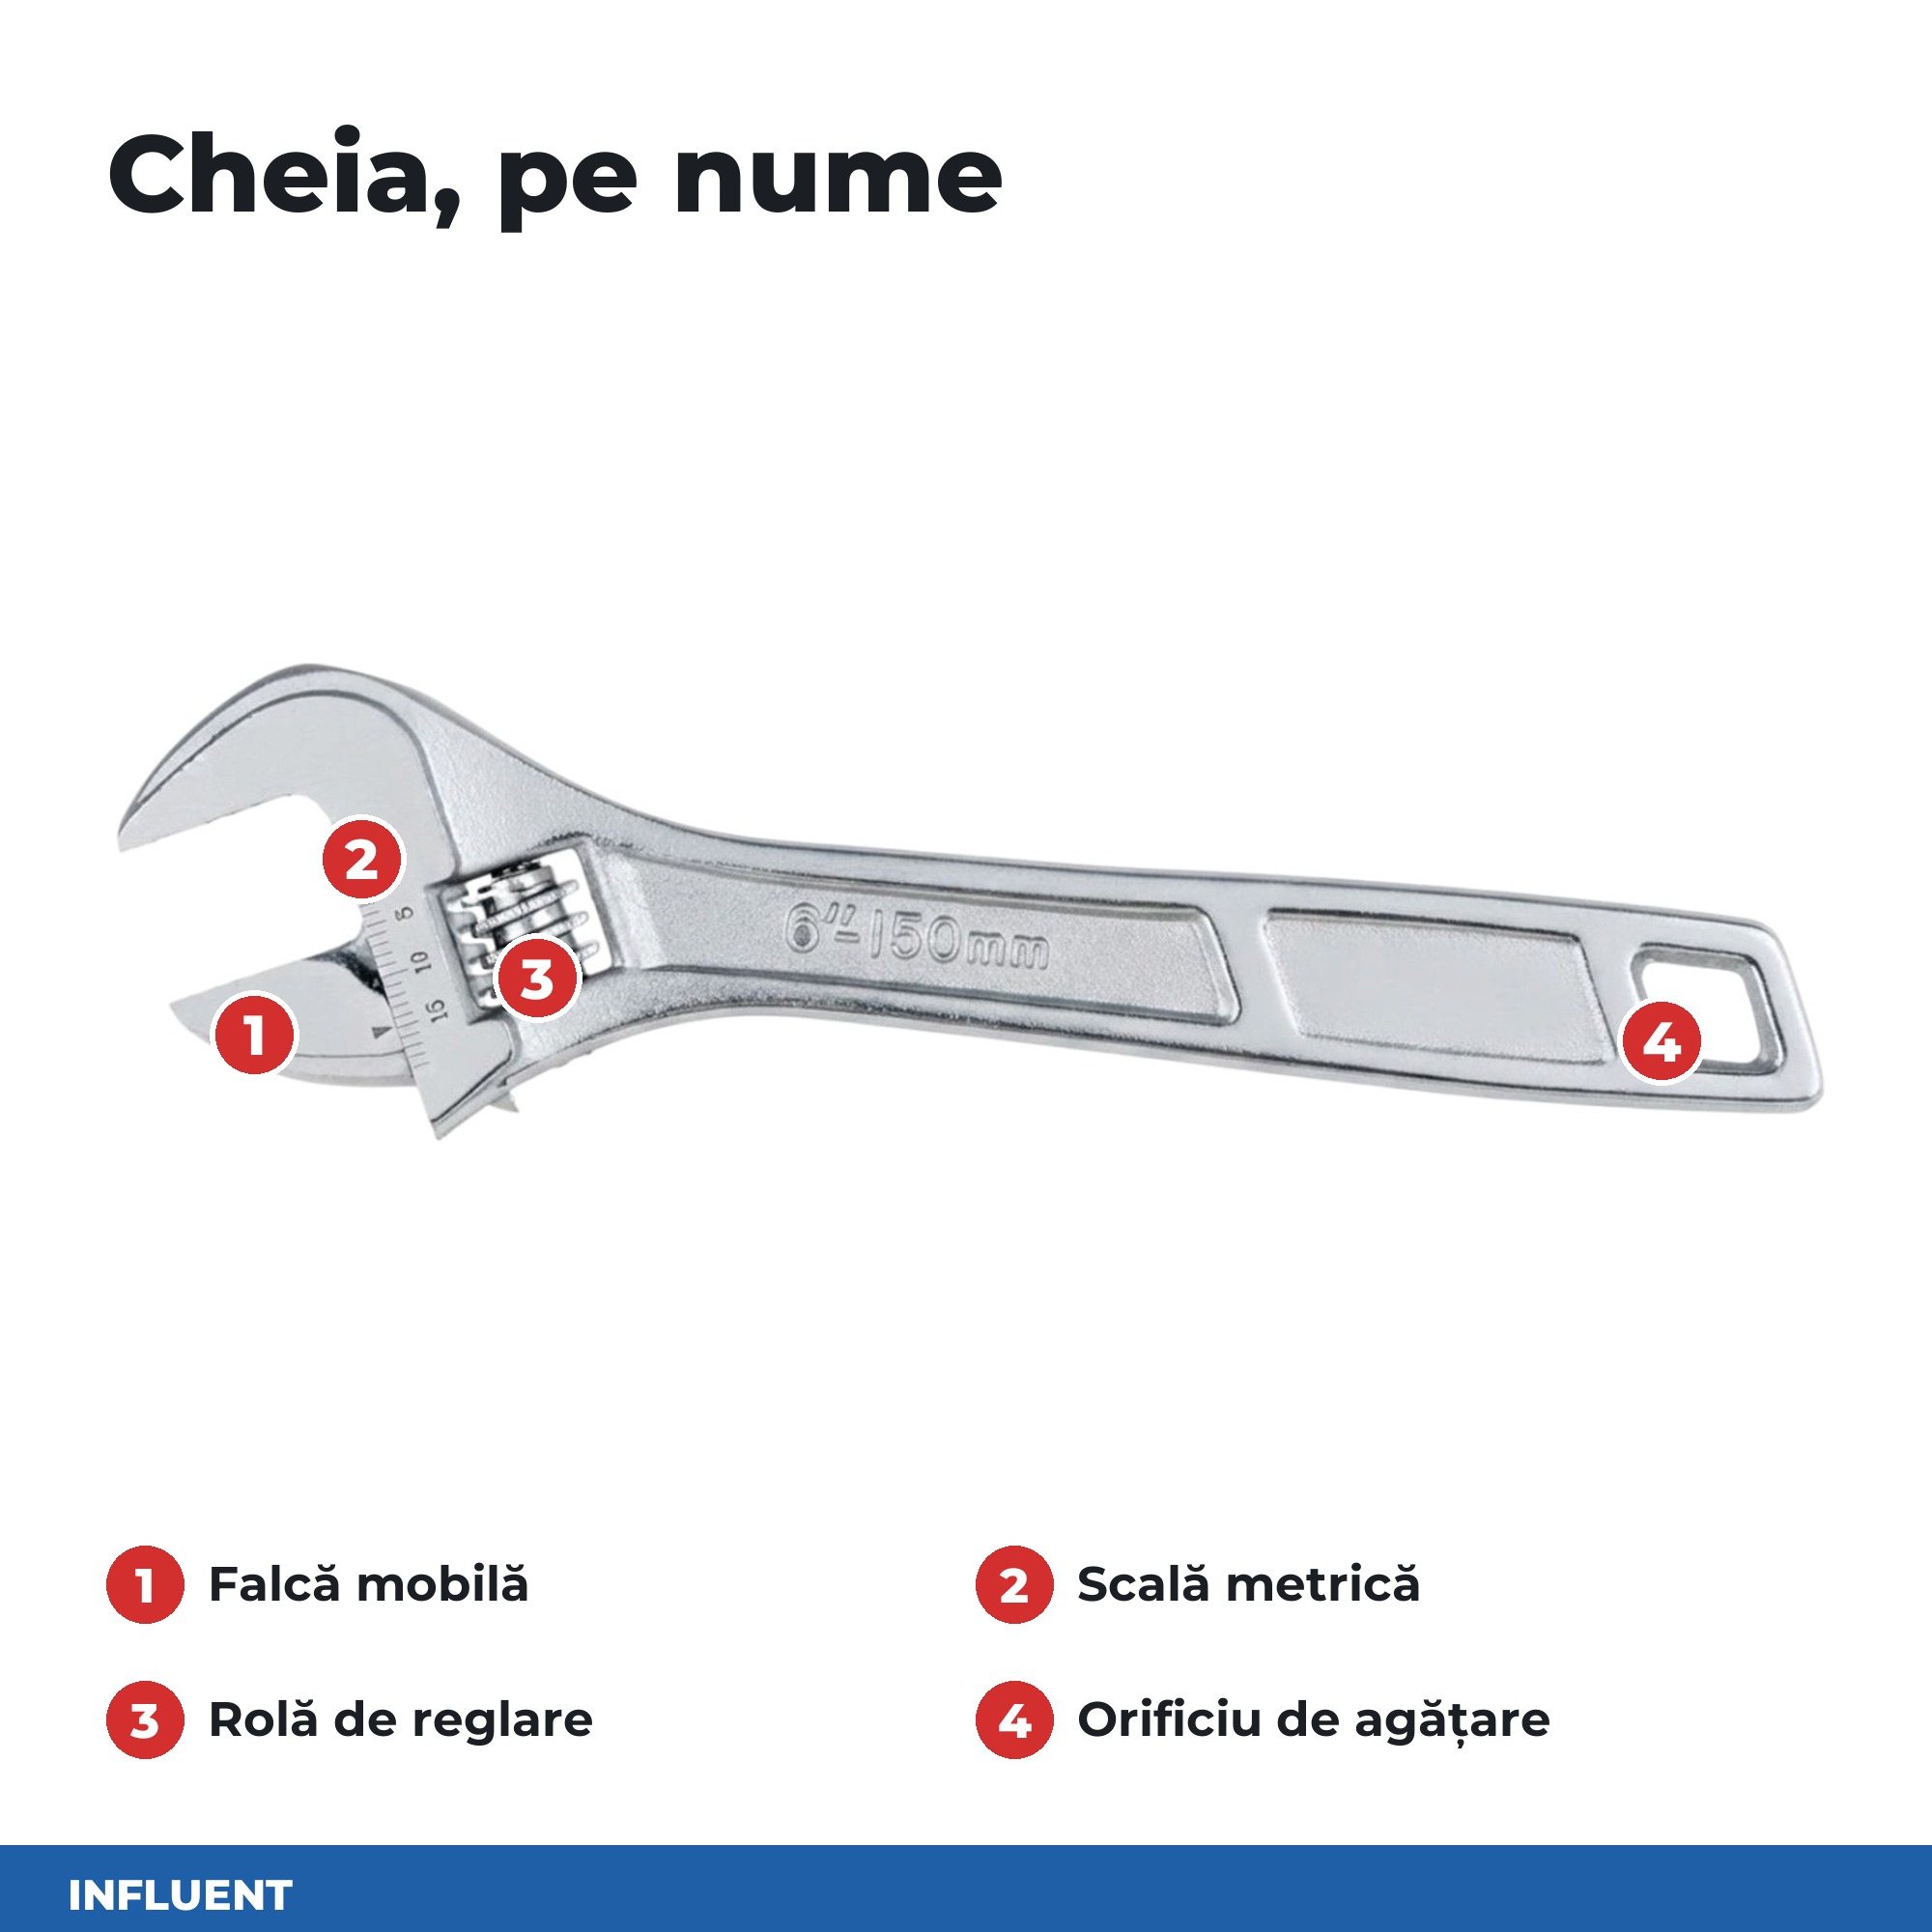 Cheia, pe nume
2
5
10
15
3
1
4
6"-150mm
1 Falcă mobilă
2 Scală metrică
3 Rolă de reglare
4 Orificiu de agățare
INFLUENT